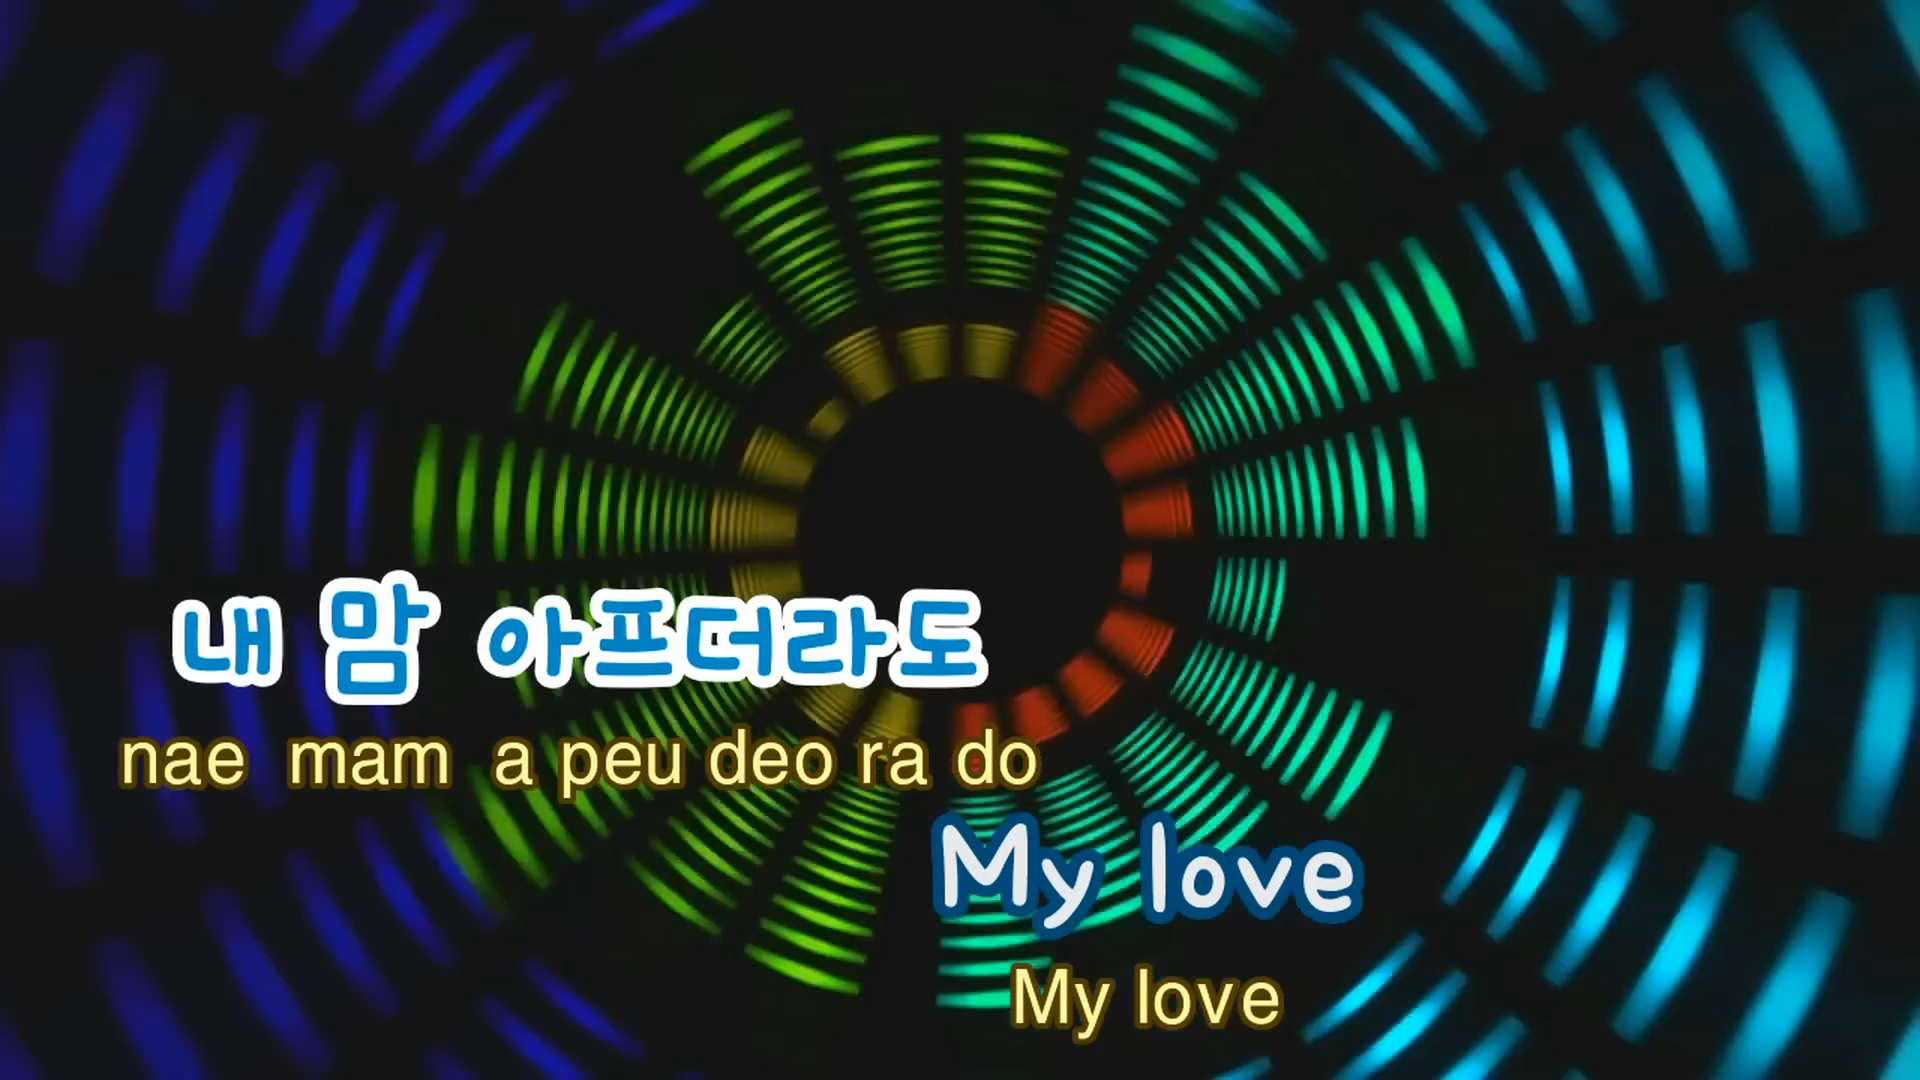 내 맘 아프더라도
nae mam a peu deo ra do
My love
My love